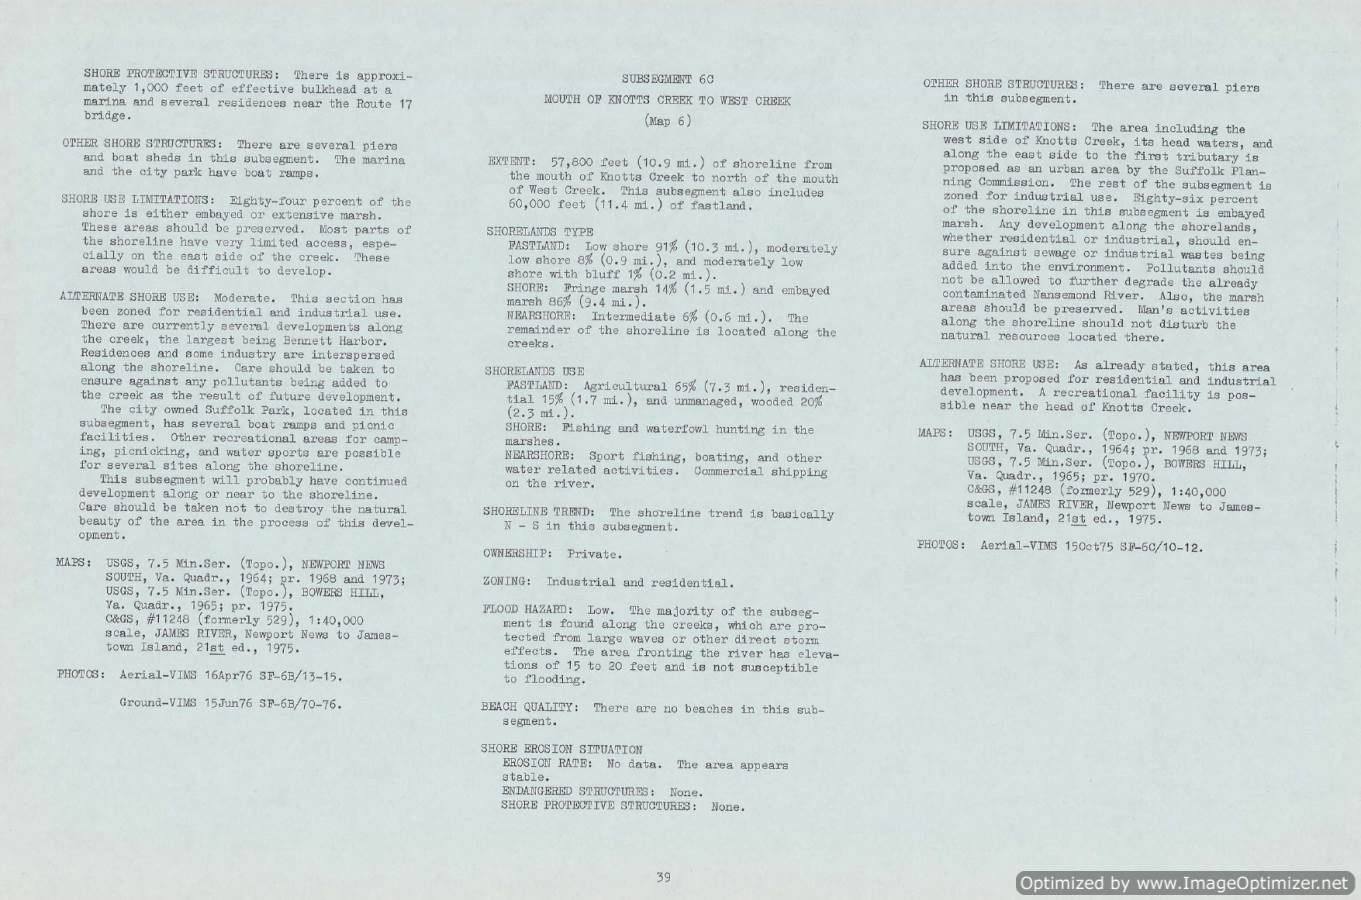 SHORE PROTECTIVE STRUCTURES: There is approxi-
mately 1,000 feet of effective bulkhead at a
marina and several residences near the Route 17
bridge.
OTHER SHORE STRUCTURES: There are several piers
and boat sheds in this subsegment. The marina
and the city park have boat ramps.
SHORE USE LIMITATIONS: Eighty-four percent of the
shore is either embayed or extensive marsh.
These areas should be preserved. Most parts of
the shoreline have very limited access, espe-
cially on the east side of the creek. These
areas would be difficult to develop.
ALTERNATE SHORE USE: Moderate. This section has
been zoned for residential and industrial use.
There are currently several developments along
the creek, the largest being Bennett Harbor.
Residences and some industry are interspersed
along the shoreline. Care should be taken to
ensure against any pollutants being added to
the creek as the result of future development.
The city owned Suffolk Park, located in this
subsegment, has several boat ramps and picnic
facilities. Other recreational areas for camp-
ing, picnicking, and water sports are possible
for several sites along the shoreline.
This subsegment will probably have continued
development along or near to the shoreline.
Care should be taken not to destroy the natural
beauty of the area in the process of this devel-
opment.
MAPS: USGS, 7.5 Min.Ser. (Topo.), NEWPORT NEWS
SOUTH, Va. Quadr., 1964; pr. 1968 and 1973;
USGS, 7.5 Min.Ser. (Topo.), BOWERS HILL,
Va. Quadr., 1965; pr. 1975.
C&GS, #11248 (formerly 529), 1:40,000
scale, JAMES RIVER, Newport News to James-
town Island, 21st ed., 1975.
PHOTOS: Aerial-VIMS 16Apr76 SF-6B/13-15.
Ground-VIMS 15Jun76 SF-6B/70-76.
SUBSEGMENT 6C
MOUTH OF KNOTTS CREEK TO WEST CREEK
(Map 6)
EXTENT: 57,800 feet (10.9 mi.) of shoreline from
the mouth of Knotts Creek to north of the mouth
of West Creek. This subsegment also includes
60,000 feet (11.4 mi.) of fastland.
SHORELANDS TYPE
FASTLAND: Low shore 91% (10.3 mi.), moderately
low shore 8% (0.9 mi.), and moderately low
shore with bluff 1% (0.2 mi.).
SHORE: Fringe marsh 14% (1.5 mi.) and embayed
marsh 86% (9.4 mi.).
NEARSHORE: Intermediate 6% (0.6 mi.). The
remainder of the shoreline is located along the
creeks.
SHORELANDS USE
FASTLAND: Agricultural 65% (7.3 mi.), residen-
tial 15% (1.7 mi.), and unmanaged, wooded 20%
(2.3 mi.).
SHORE: Fishing and waterfowl hunting in the
marshes.
NEARSHORE: Sport fishing, boating, and other
water related activities. Commercial shipping
on the river.
SHORELINE TREND: The shoreline trend is basically
N - S in this subsegment.
OWNERSHIP: Private.
ZONING: Industrial and residential.
FLOOD HAZARD: Low. The majority of the subseg-
ment is found along the creeks, which are pro-
tected from large waves or other direct storm
effects. The area fronting the river has eleva-
tions of 15 to 20 feet and is not susceptible
to flooding.
BEACH QUALITY: There are no beaches in this sub-
segment.
SHORE EROSION SITUATION
EROSION RATE: No data. The area appears
stable.
ENDANGERED STRUCTURES: None.
SHORE PROTECTIVE STRUCTURES: None.
OTHER SHORE STRUCTURES: There are several piers
in this subsegment.
SHORE USE LIMITATIONS: The area including the
west side of Knotts Creek, its head waters, and
along the east side to the first tributary is
proposed as an urban area by the Suffolk Plan-
ning Commission. The rest of the subsegment is
zoned for industrial use. Eighty-six percent
of the shoreline in this subsegment is embayed
marsh. Any development along the shorelands,
whether residential or industrial, should en-
sure against sewage or industrial wastes being
added into the environment. Pollutants should
not be allowed to further degrade the already
contaminated Nansemond River. Also, the marsh
areas should be preserved. Man's activities
along the shoreline should not disturb the
natural resources located there.
ALTERNATE SHORE USE: As already stated, this area
has been proposed for residential and industrial
development. A recreational facility is pos-
sible near the head of Knotts Creek.
MAPS: USGS, 7.5 Min.Ser. (Topo.), NEWPORT NEWS
SOUTH, Va. Quadr., 1964; pr. 1968 and 1973;
USGS, 7.5 Min.Ser. (Topo.), BOWERS HILL,
Va. Quadr., 1965; pr. 1970.
C&GS, #11248 (formerly 529), 1:40,000
scale, JAMES RIVER, Newport News to James-
town Island, 21st ed., 1975.
PHOTOS: Aerial-VIMS 15Oct75 SF-6C/10-12.
39
Optimized by www.ImageOptimizer.net